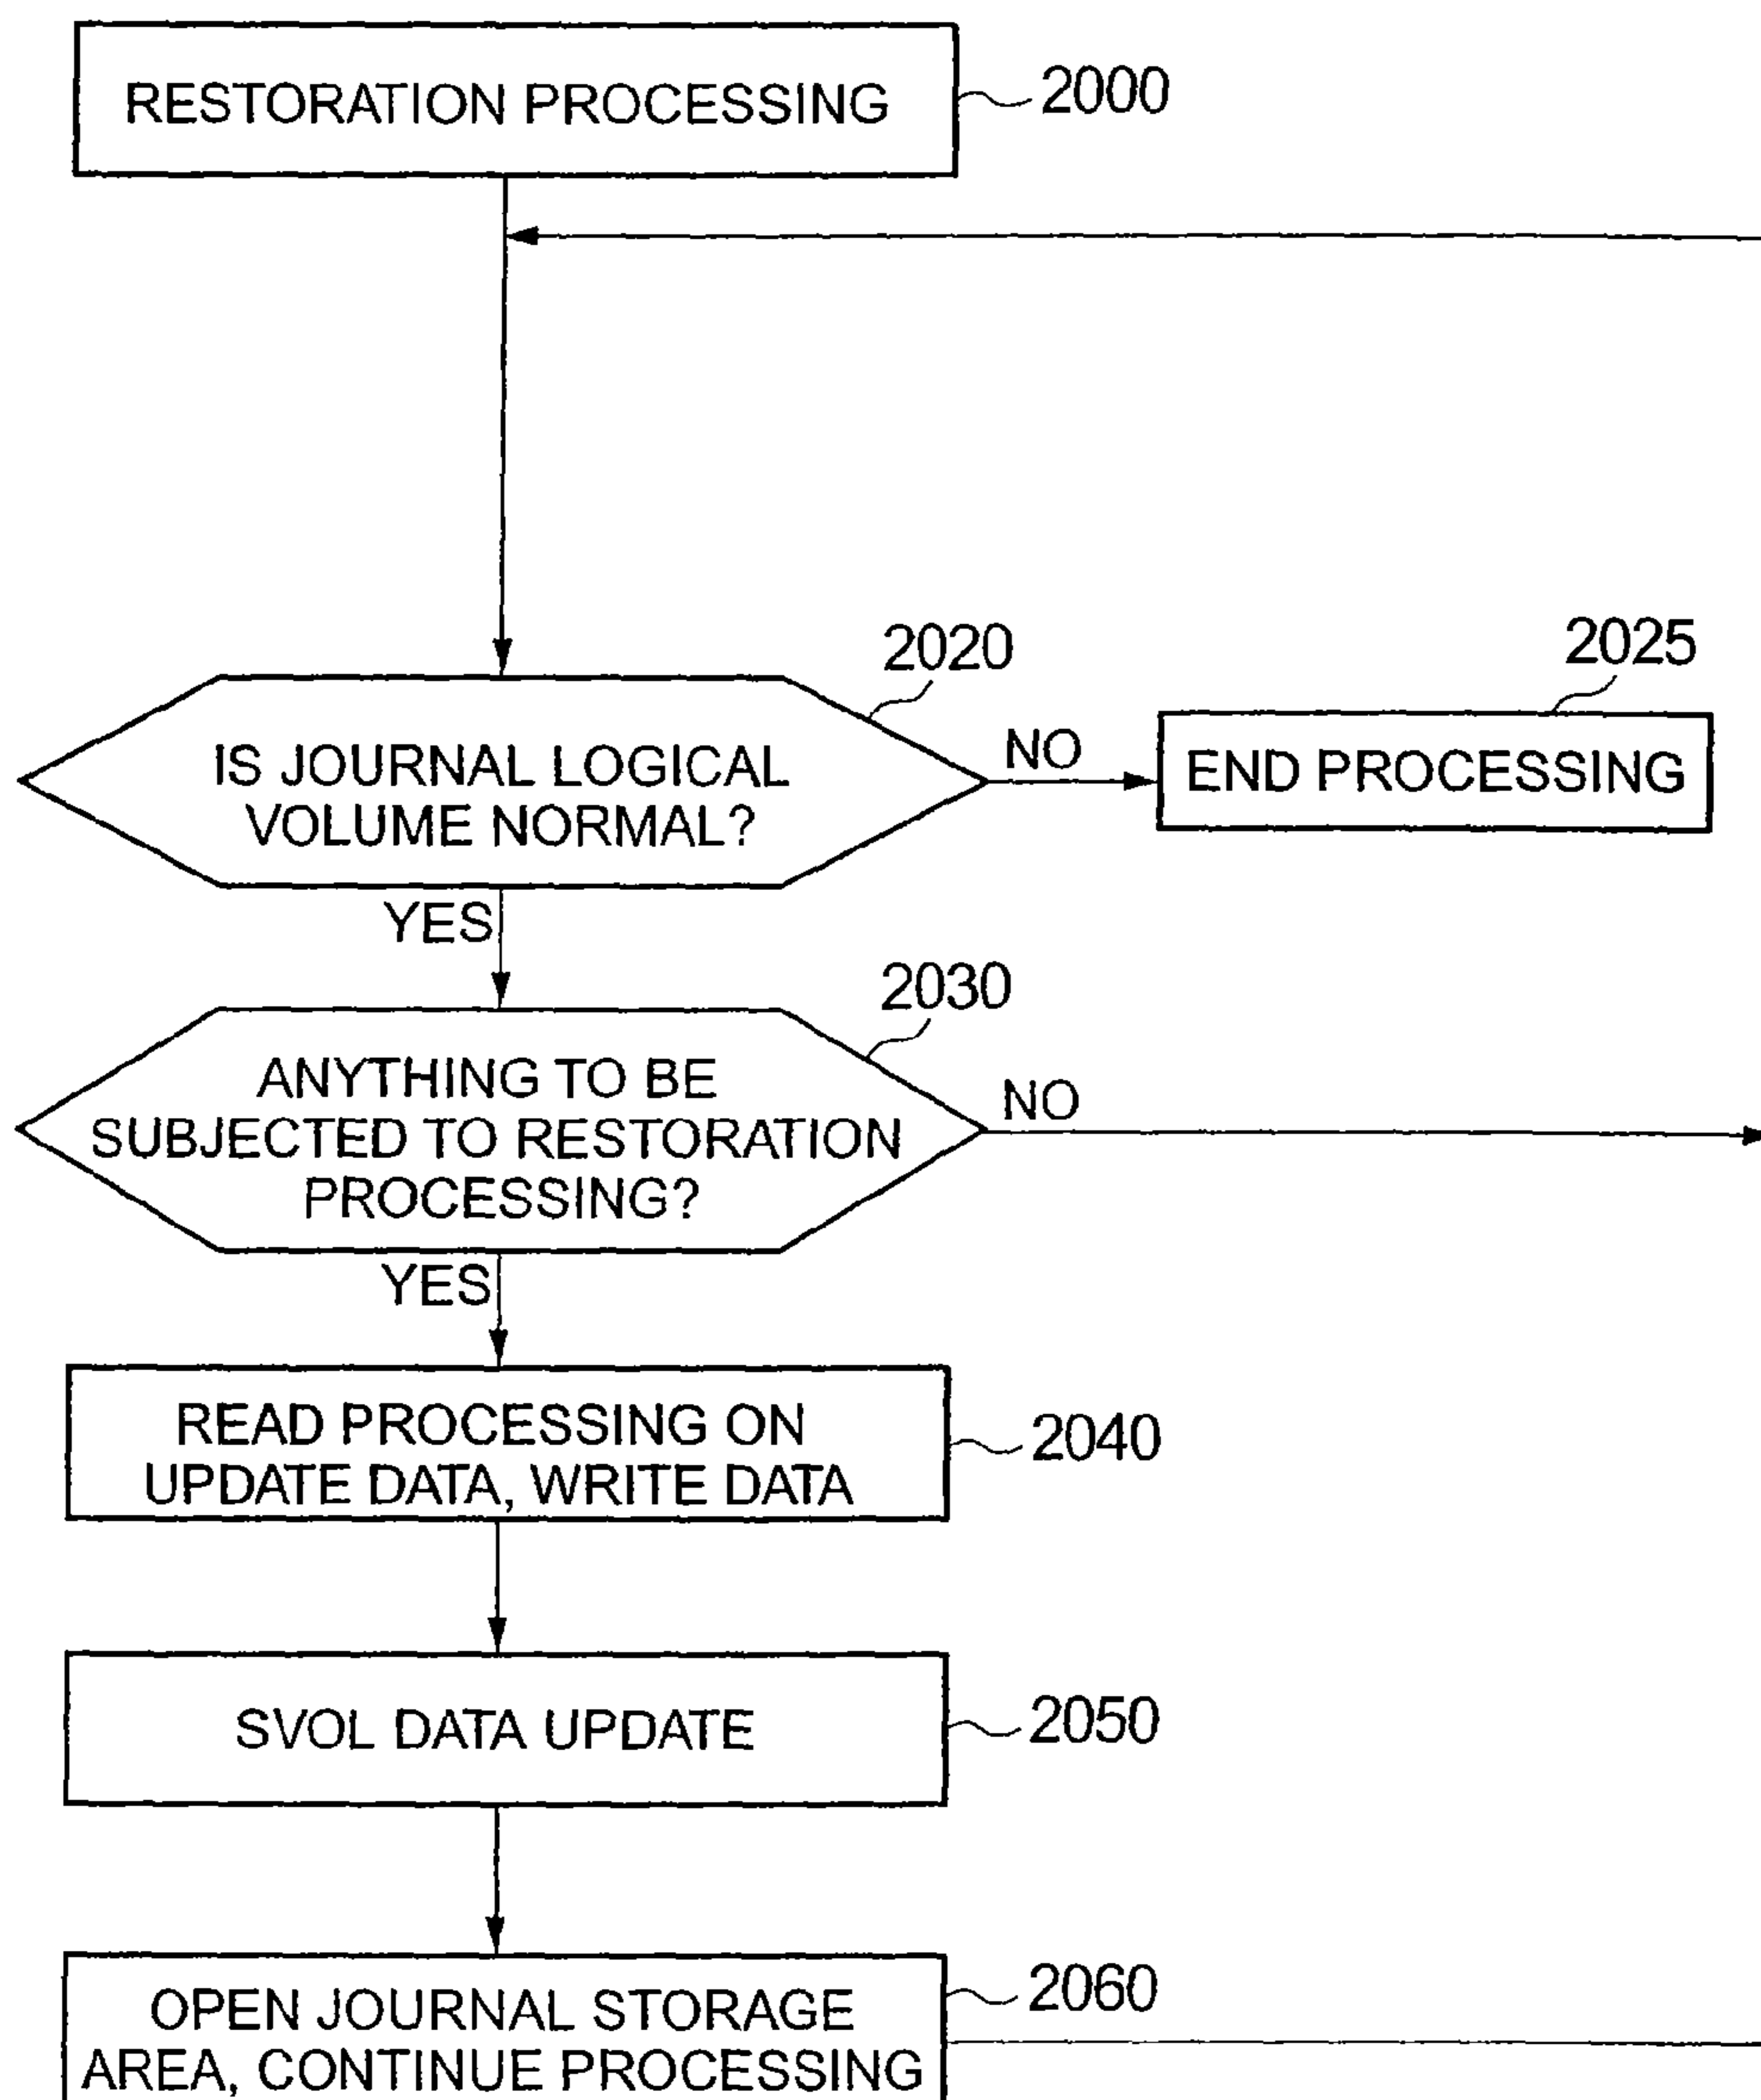 RESTORATION PROCESSING
2000
2020
IS JOURNAL LOGICAL
VOLUME NORMAL?
NO
2025
END PROCESSING
YES
2030
ANYTHING TO BE
SUBJECTED TO RESTORATION
PROCESSING?
NO
YES
READ PROCESSING ON
UPDATE DATA, WRITE DATA
2040
SVOL DATA UPDATE
2050
OPEN JOURNAL STORAGE
AREA, CONTINUE PROCESSING
2060